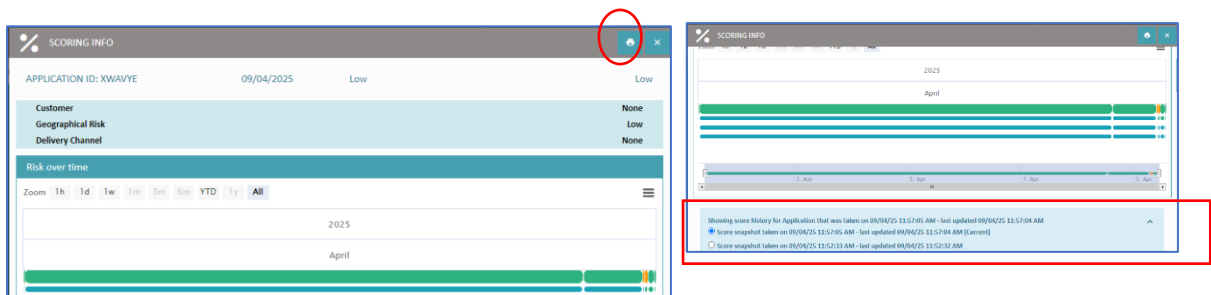 SCORING INFO
APPLICATION ID: XWAVYE 09/04/2025 Low Low
Customer None
Geographical Risk Low
Delivery Channel None
Risk over time
Zoom 1h 1d 1w 1m 3m 6m YTD 1y All
2025
April
SCORING INFO
2025
April
3. Apr 5. Apr 7. Apr 9. Apr
Showing score history for Application that was taken on 09/04/25 11:57:05 AM - last updated 09/04/25 11:57:04 AM
Score snapshot taken on 09/04/25 11:57:05 AM - last updated 09/04/25 11:57:04 AM (Current)
Score snapshot taken on 09/04/25 11:52:33 AM - last updated 09/04/25 11:52:32 AM